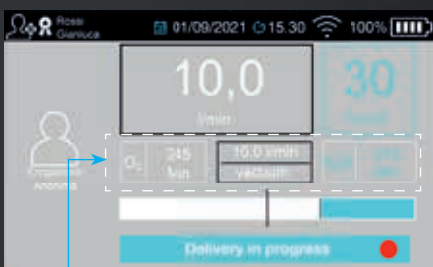 Rossi
Gianluca
01/09/2021 15.30 100%
10,0
30
l/min
O₂ 245
10,0 l/min
vacuum
Anonima
Delivery in progress